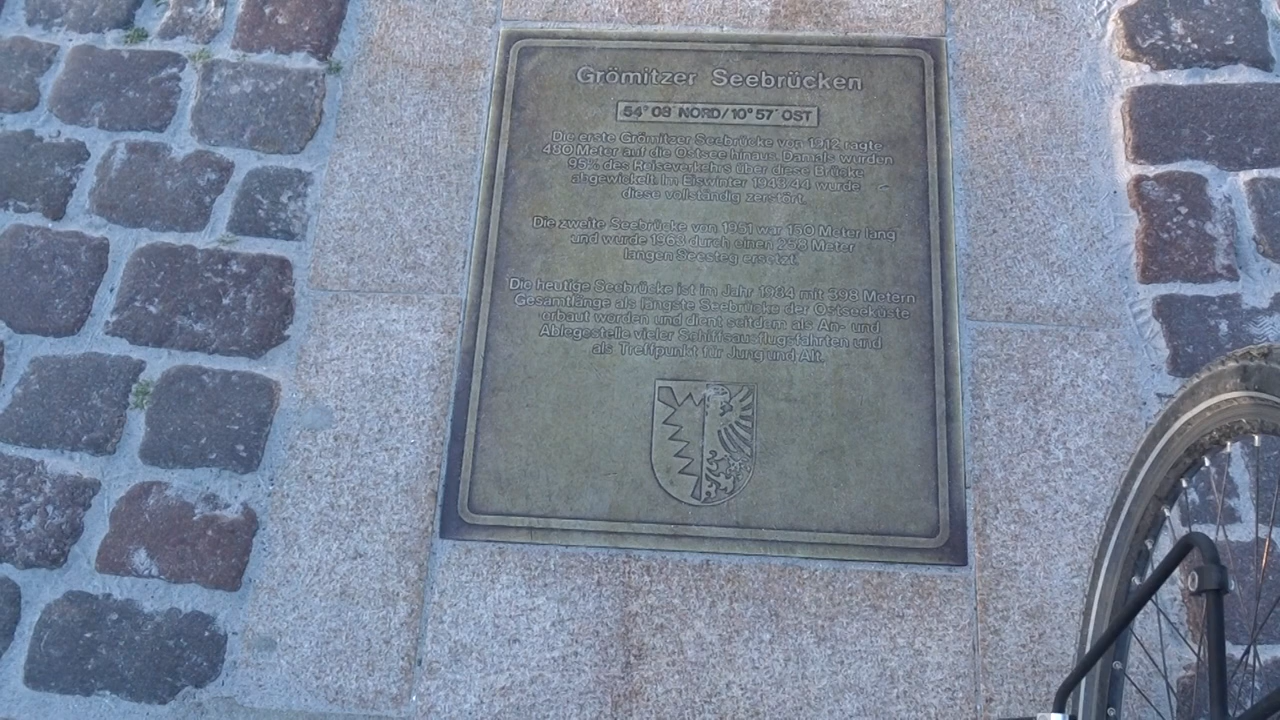 Grömitzer Seebrücken
54° 08' NORD/10° 57' OST
Die erste Grömitzer Seebrücke von 1912 ragte
480 Meter auf die Ostsee hinaus. Damals wurden
95% des Reiseverkehrs über diese Brücke
abgewickelt. Im Eiswinter 1943/44 wurde
diese vollständig zerstört.
Die zweite Seebrücke von 1951 war 150 Meter lang
und wurde 1963 durch einen 258 Meter
langen Seesteg ersetzt.
Die heutige Seebrücke ist im Jahr 1984 mit 398 Metern
Gesamtlänge als längste Seebrücke der Ostseeküste
erbaut worden und dient seitdem als An- und
Ablegestelle vieler Schiffsausflugsfahrten und
als Treffpunkt für Jung und Alt.